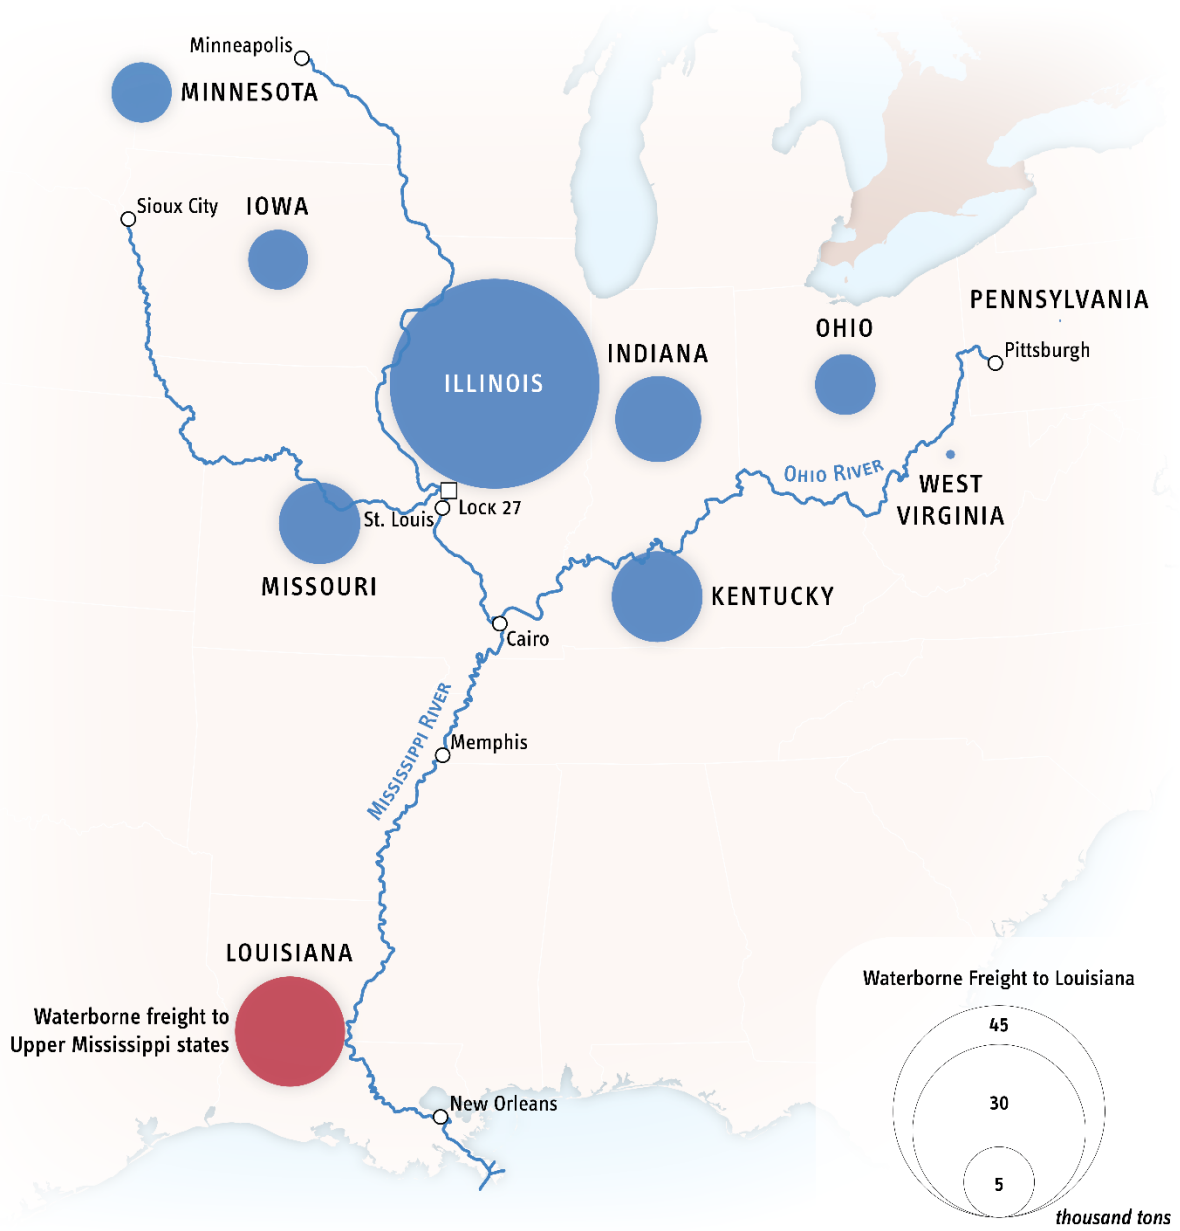 Minneapolis
MINNESOTA
Sioux City
IOWA
PENNSYLVANIA
OHIO
Pittsburgh
INDIANA
ILLINOIS
OHIO RIVER
WEST
VIRGINIA
LOCK 27
St. Louis
MISSOURI
KENTUCKY
Cairo
MISSISSIPPI RIVER
Memphis
LOUISIANA
Waterborne freight to
Upper Mississippi states
New Orleans
Waterborne Freight to Louisiana
45
30
5
thousand tons